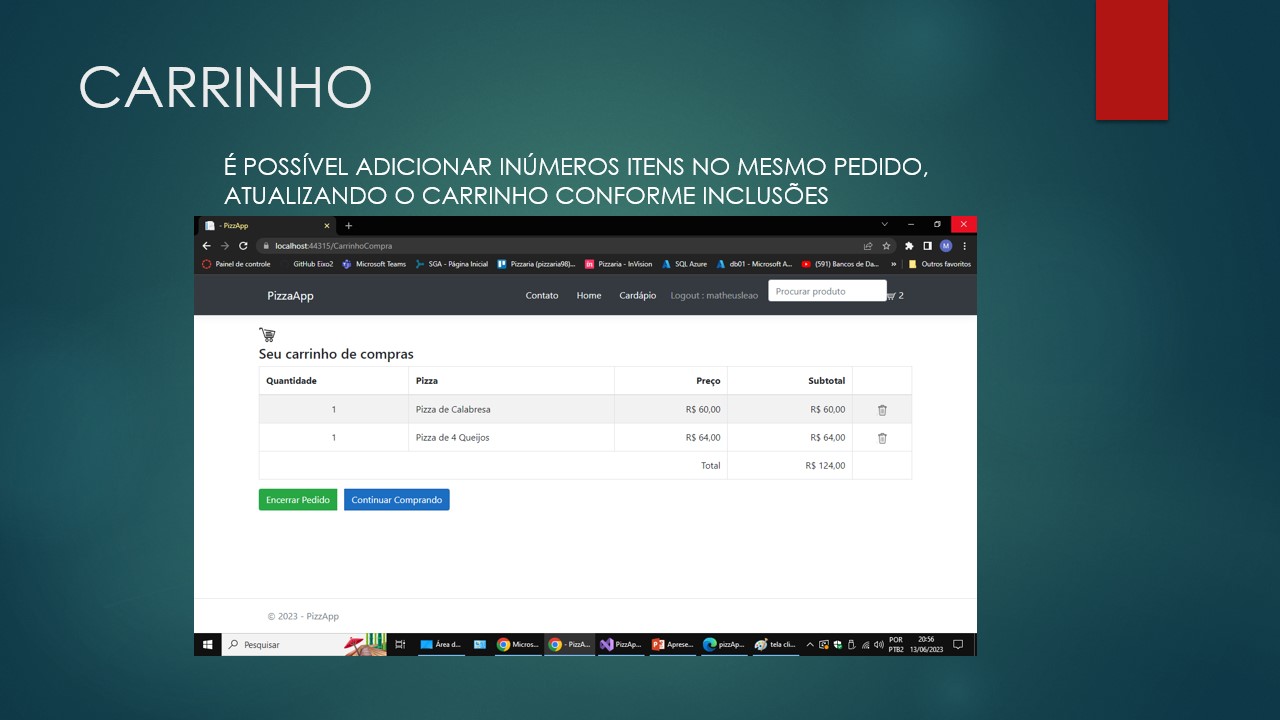 CARRINHO
É POSSÍVEL ADICIONAR INÚMEROS ITENS NO MESMO PEDIDO,
ATUALIZANDO O CARRINHO CONFORME INCLUSÕES
- PizzApp
localhost:44315/CarrinhoCompra
M
Painel de controle GitHub Eixo2 Microsoft Teams SGA - Página Inicial Pizzaria (pizzaria98)... in Pizzaria - InVision SQL Azure db01 - Microsoft A... (591) Bancos de Da... » Outros favoritos
PizzaApp Contato Home Cardápio Logout : matheusleao Procurar produto 2
Seu carrinho de compras
Quantidade Pizza Preço Subtotal
1 Pizza de Calabresa R$ 60,00 R$ 60,00
1 Pizza de 4 Queijos R$ 64,00 R$ 64,00
Total R$ 124,00
Encerrar Pedido Continuar Comprando
© 2023 - PizzApp
Pesquisar Área d... Micros... - PizzA... PizzAp... Aprese... pizzAp... tela cli... POR 20:56
PTB2 13/06/2023